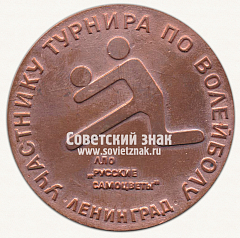 УЧАСТНИКУ ТУРНИРА ПО ВОЛЕЙБОЛУ
Советский знак
www.sovietznak.ru
ЛПО
„РУССКИЕ
САМОЦВЕТЫ"
ЛЕНИНГРАД